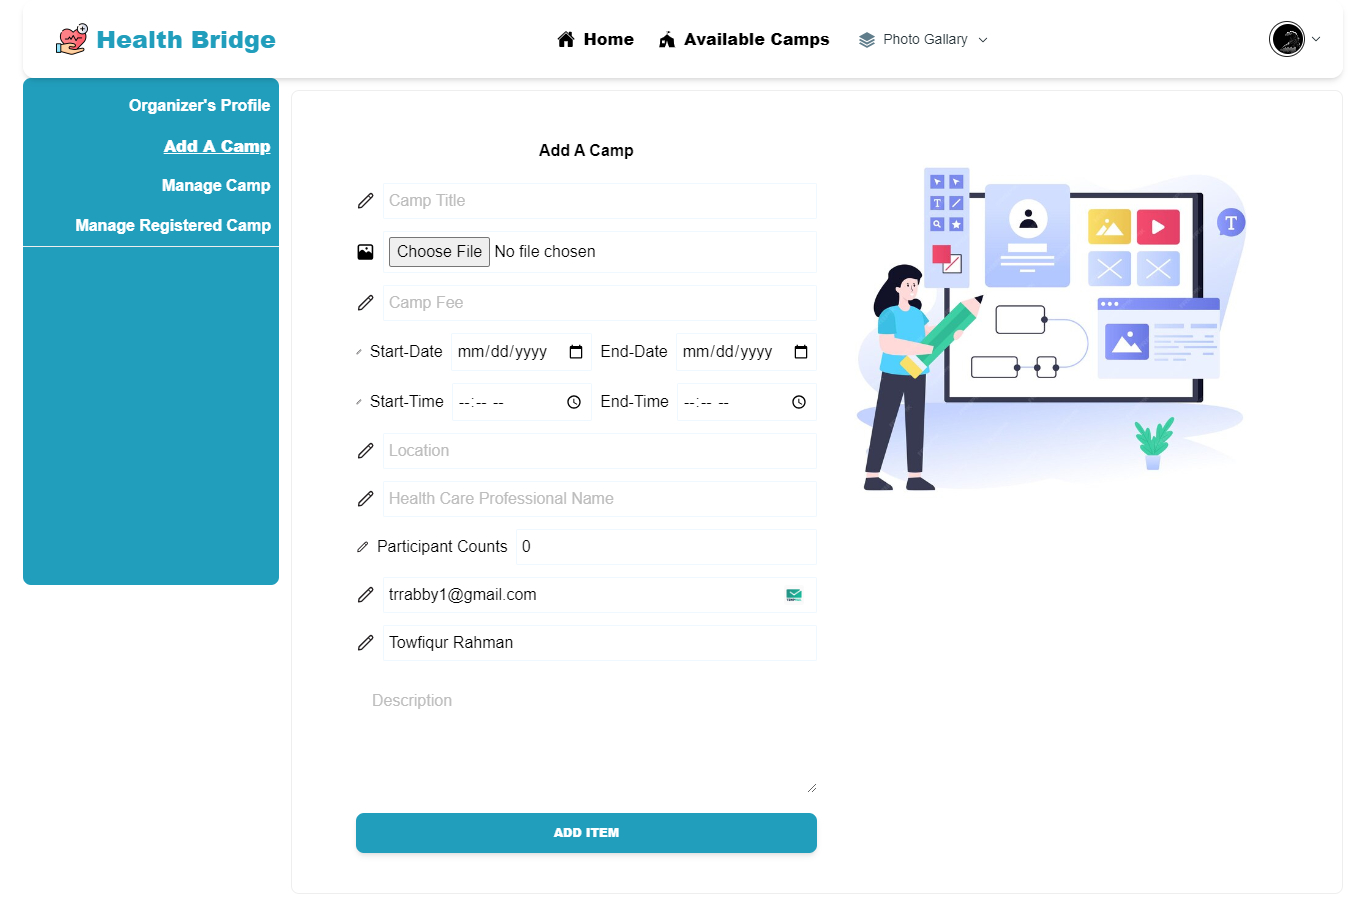 Health Bridge
Home Available Camps Photo Gallary
Organizer's Profile
Add A Camp
Manage Camp
Manage Registered Camp
Add A Camp
Camp Title
Choose File No file chosen
Camp Fee
Start-Date mm/dd/yyyy End-Date mm/dd/yyyy
Start-Time --:-- -- End-Time --:-- --
Location
Health Care Professional Name
Participant Counts 0
trrabby1@gmail.com
Towfiqur Rahman
Description
ADD ITEM
T
T